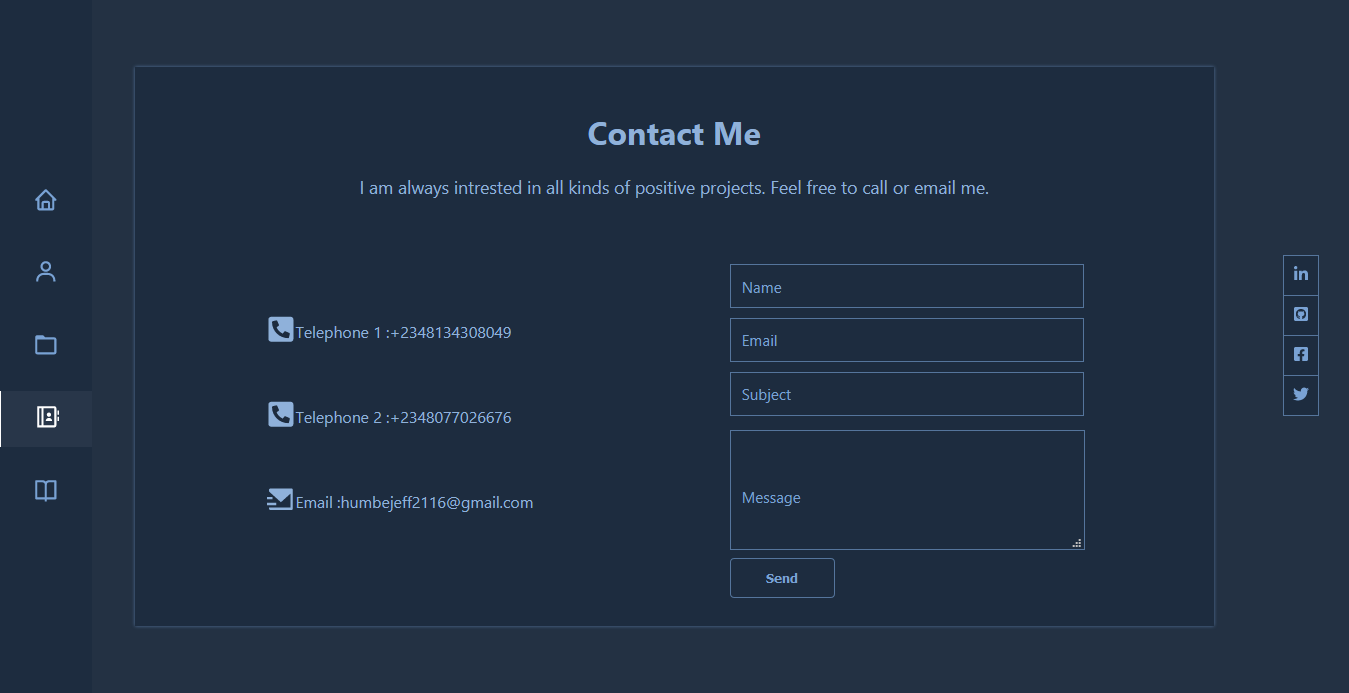 Contact Me
I am always intrested in all kinds of positive projects. Feel free to call or email me.
Telephone 1 :+2348134308049
Telephone 2 :+2348077026676
Email :humbejeff2116@gmail.com
Name
Email
Subject
Message
Send